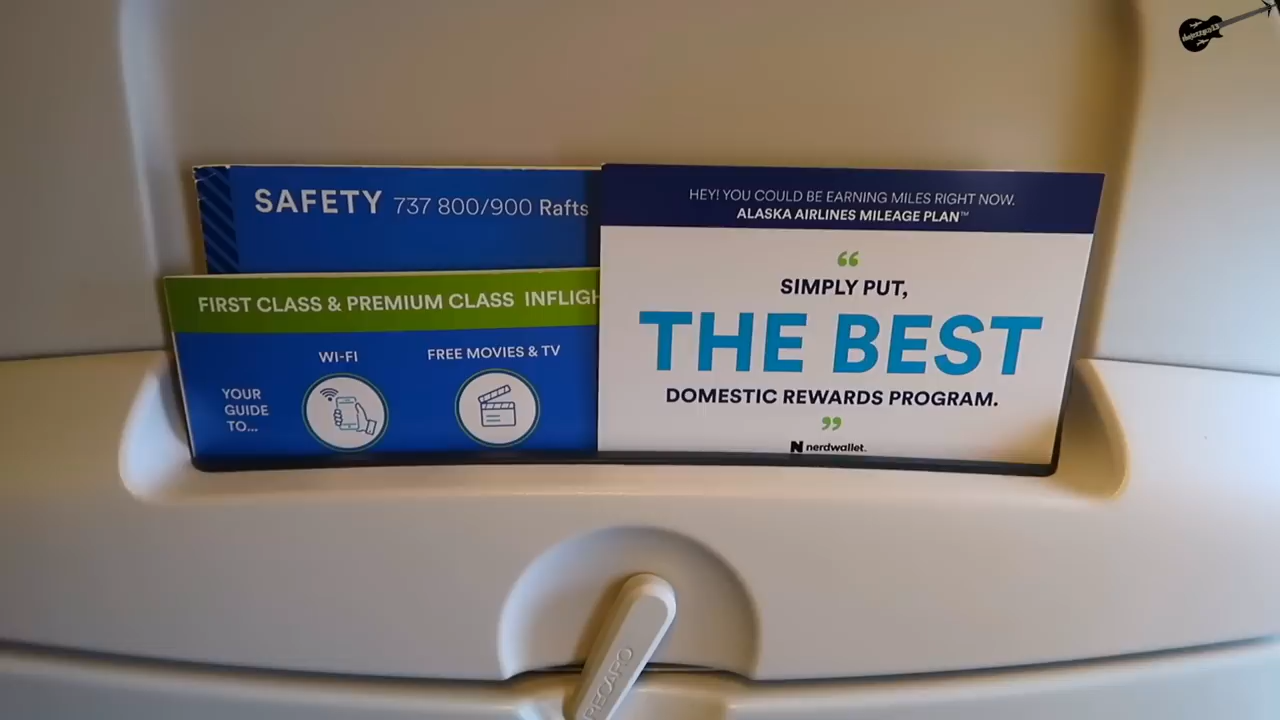 SAFETY 737 800/900 Rafts
FIRST CLASS & PREMIUM CLASS INFLIGH
WI-FI
FREE MOVIES & TV
YOUR
GUIDE
TO...
HEY! YOU COULD BE EARNING MILES RIGHT NOW.
ALASKA AIRLINES MILEAGE PLAN™
“
SIMPLY PUT,
THE BEST
DOMESTIC REWARDS PROGRAM.
”
N nerdwallet.
RECARO